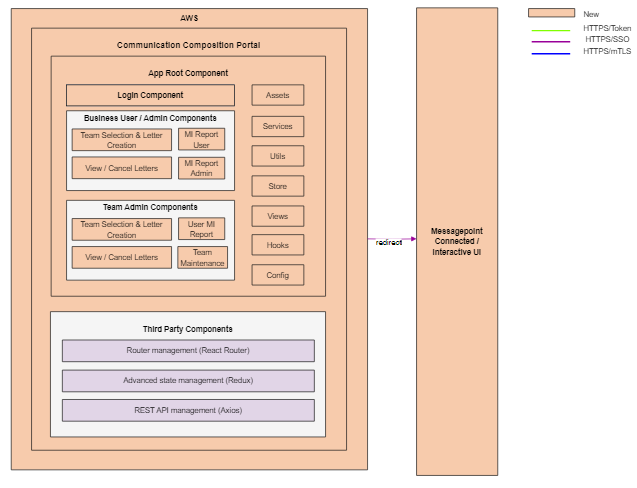 AWS
Communication Composition Portal
App Root Component
Login Component
Business User / Admin Components
Team Selection & Letter
Creation
MI Report
User
View / Cancel Letters
MI Report
Admin
Team Admin Components
Team Selection & Letter
Creation
User MI
Report
View / Cancel Letters
Team
Maintenance
Assets
Services
Utils
Store
Views
Hooks
Config
Third Party Components
Router management (React Router)
Advanced state management (Redux)
REST API management (Axios)
redirect
Messagepoint
Connected /
Interactive UI
New
HTTPS/Token
HTTPS/SSO
HTTPS/mTLS